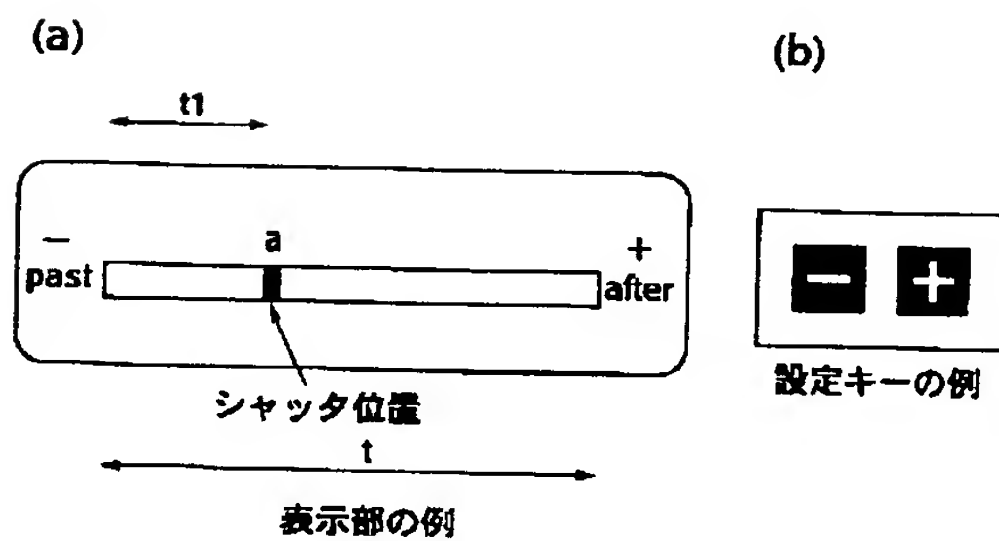 (a)
t1
− a +
past after
シャッタ位置
t
表示部の例
(b)
− +
設定キーの例